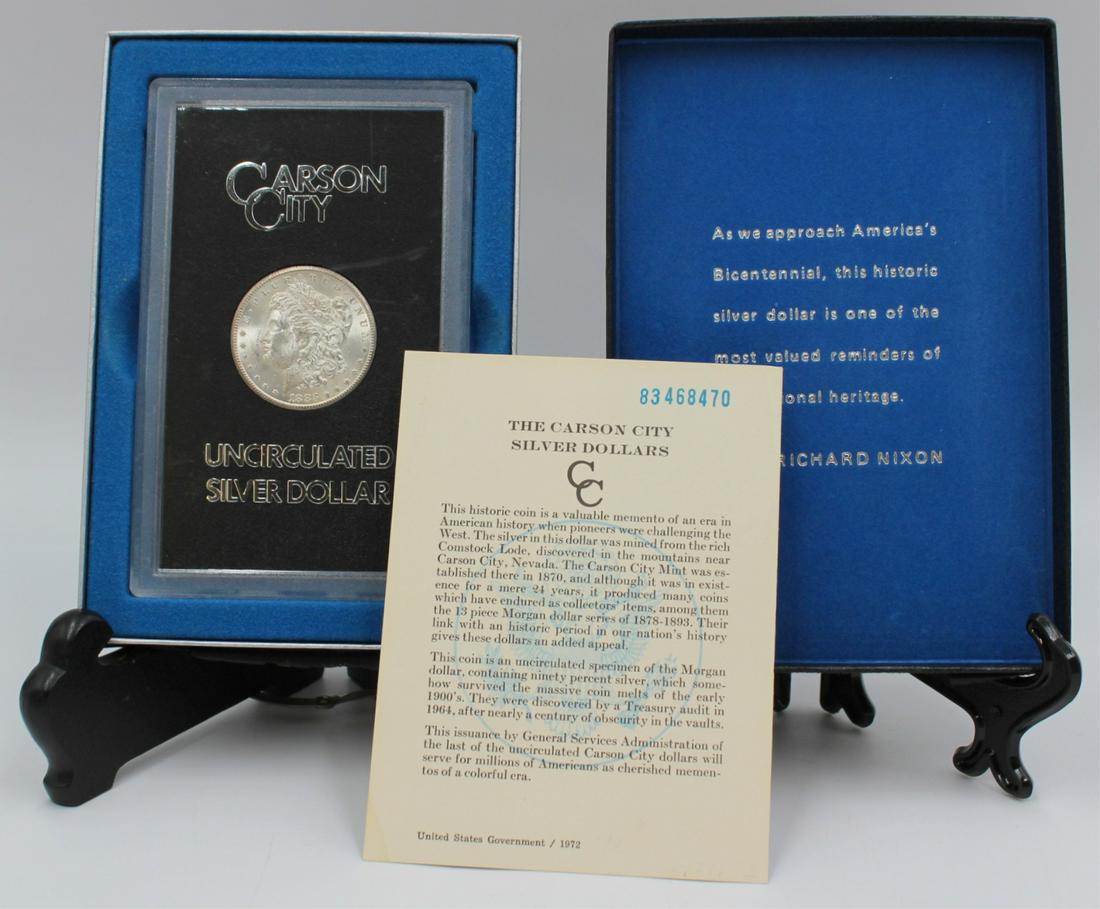 CARSON
CITY
UNCIRCULATED
SILVER DOLLAR
As we approach America's
Bicentennial, this historic
silver dollar is one of the
most valued reminders of
ional heritage.
RICHARD NIXON
83468470
THE CARSON CITY
SILVER DOLLARS
CC
This historic coin is a valuable memento of an era in
American history when pioneers were challenging the
West. The silver in this dollar was mined from the rich
Comstock Lode, discovered in the mountains near
Carson City, Nevada. The Carson City Mint was es-
tablished there in 1870, and although it was in exist-
ence for a mere 24 years, it produced many coins
which have endured as collectors' items, among them
the 13 piece Morgan dollar series of 1878-1893. Their
link with an historic period in our nation's history
gives these dollars an added appeal.
This coin is an uncirculated specimen of the Morgan
dollar, containing ninety percent silver, which some-
how survived the massive coin melts of the early
1900's. They were discovered by a Treasury audit in
1964, after nearly a century of obscurity in the vaults.
This issuance by General Services Administration of
the last of the uncirculated Carson City dollars will
serve for millions of Americans as cherished memen-
tos of a colorful era.
United States Government / 1972